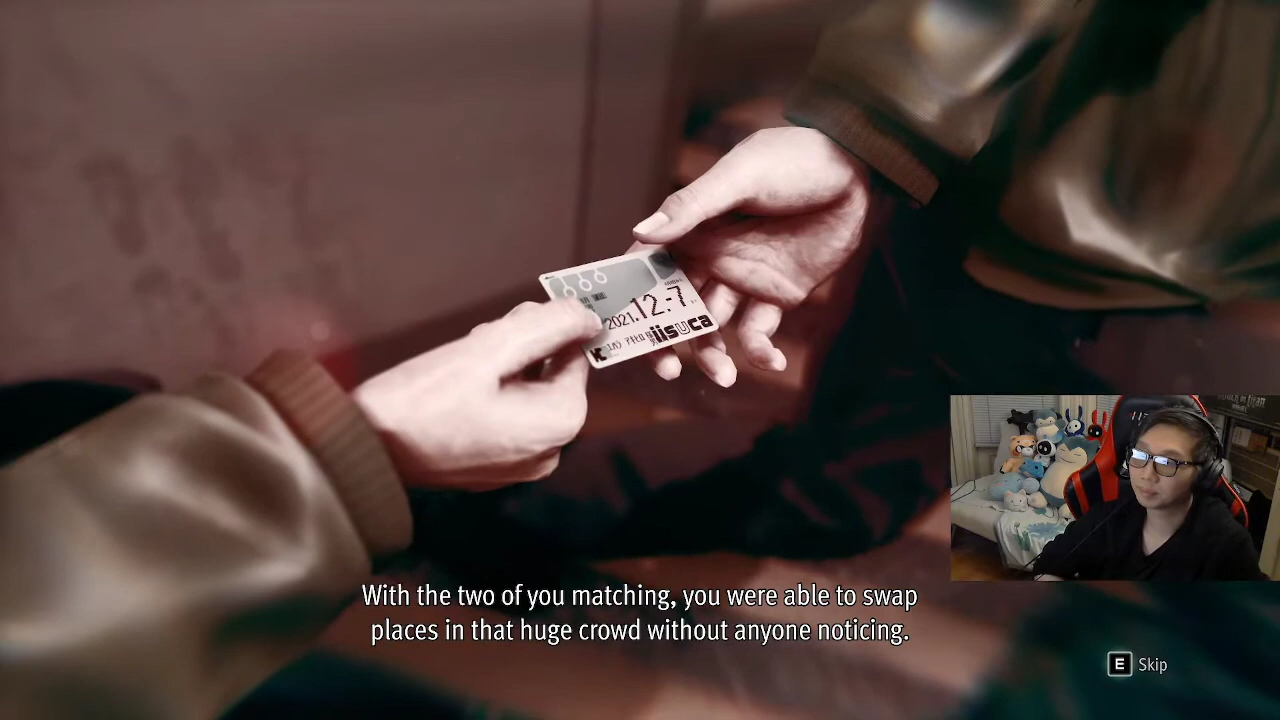 2021.12.-7
iisuca
With the two of you matching, you were able to swap
places in that huge crowd without anyone noticing.
E Skip